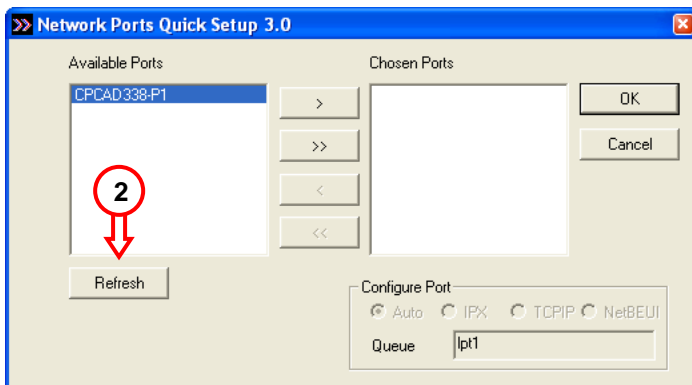 Network Ports Quick Setup 3.0
Available Ports
Chosen Ports
CPCAD338-P1
>
>>
<
<<
OK
Cancel
2
Refresh
Configure Port
Auto IPX TCPIP NetBEUI
Queue lpt1